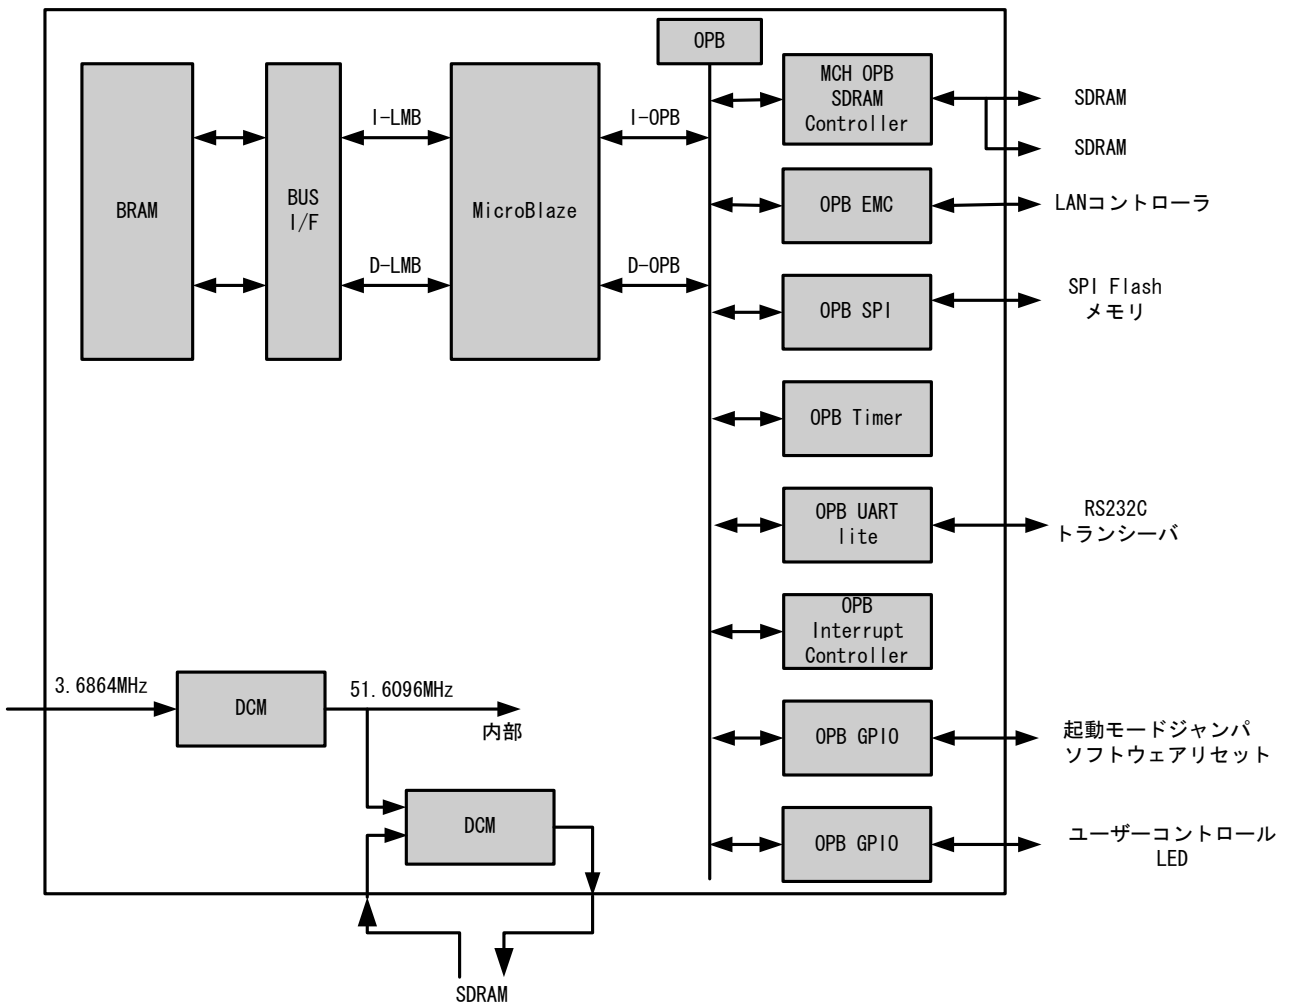 OPB
MCH OPB
SDRAM
Controller
SDRAM
SDRAM
I-LMB
I-OPB
BRAM
BUS
I/F
MicroBlaze
OPB EMC
LANコントローラ
D-LMB
D-OPB
OPB SPI
SPI Flash
メモリ
OPB Timer
OPB UART
lite
RS232C
トランシーバ
OPB
Interrupt
Controller
3.6864MHz
DCM
51.6096MHz
内部
OPB GPIO
起動モードジャンパ
ソフトウェアリセット
DCM
OPB GPIO
ユーザーコントロール
LED
SDRAM